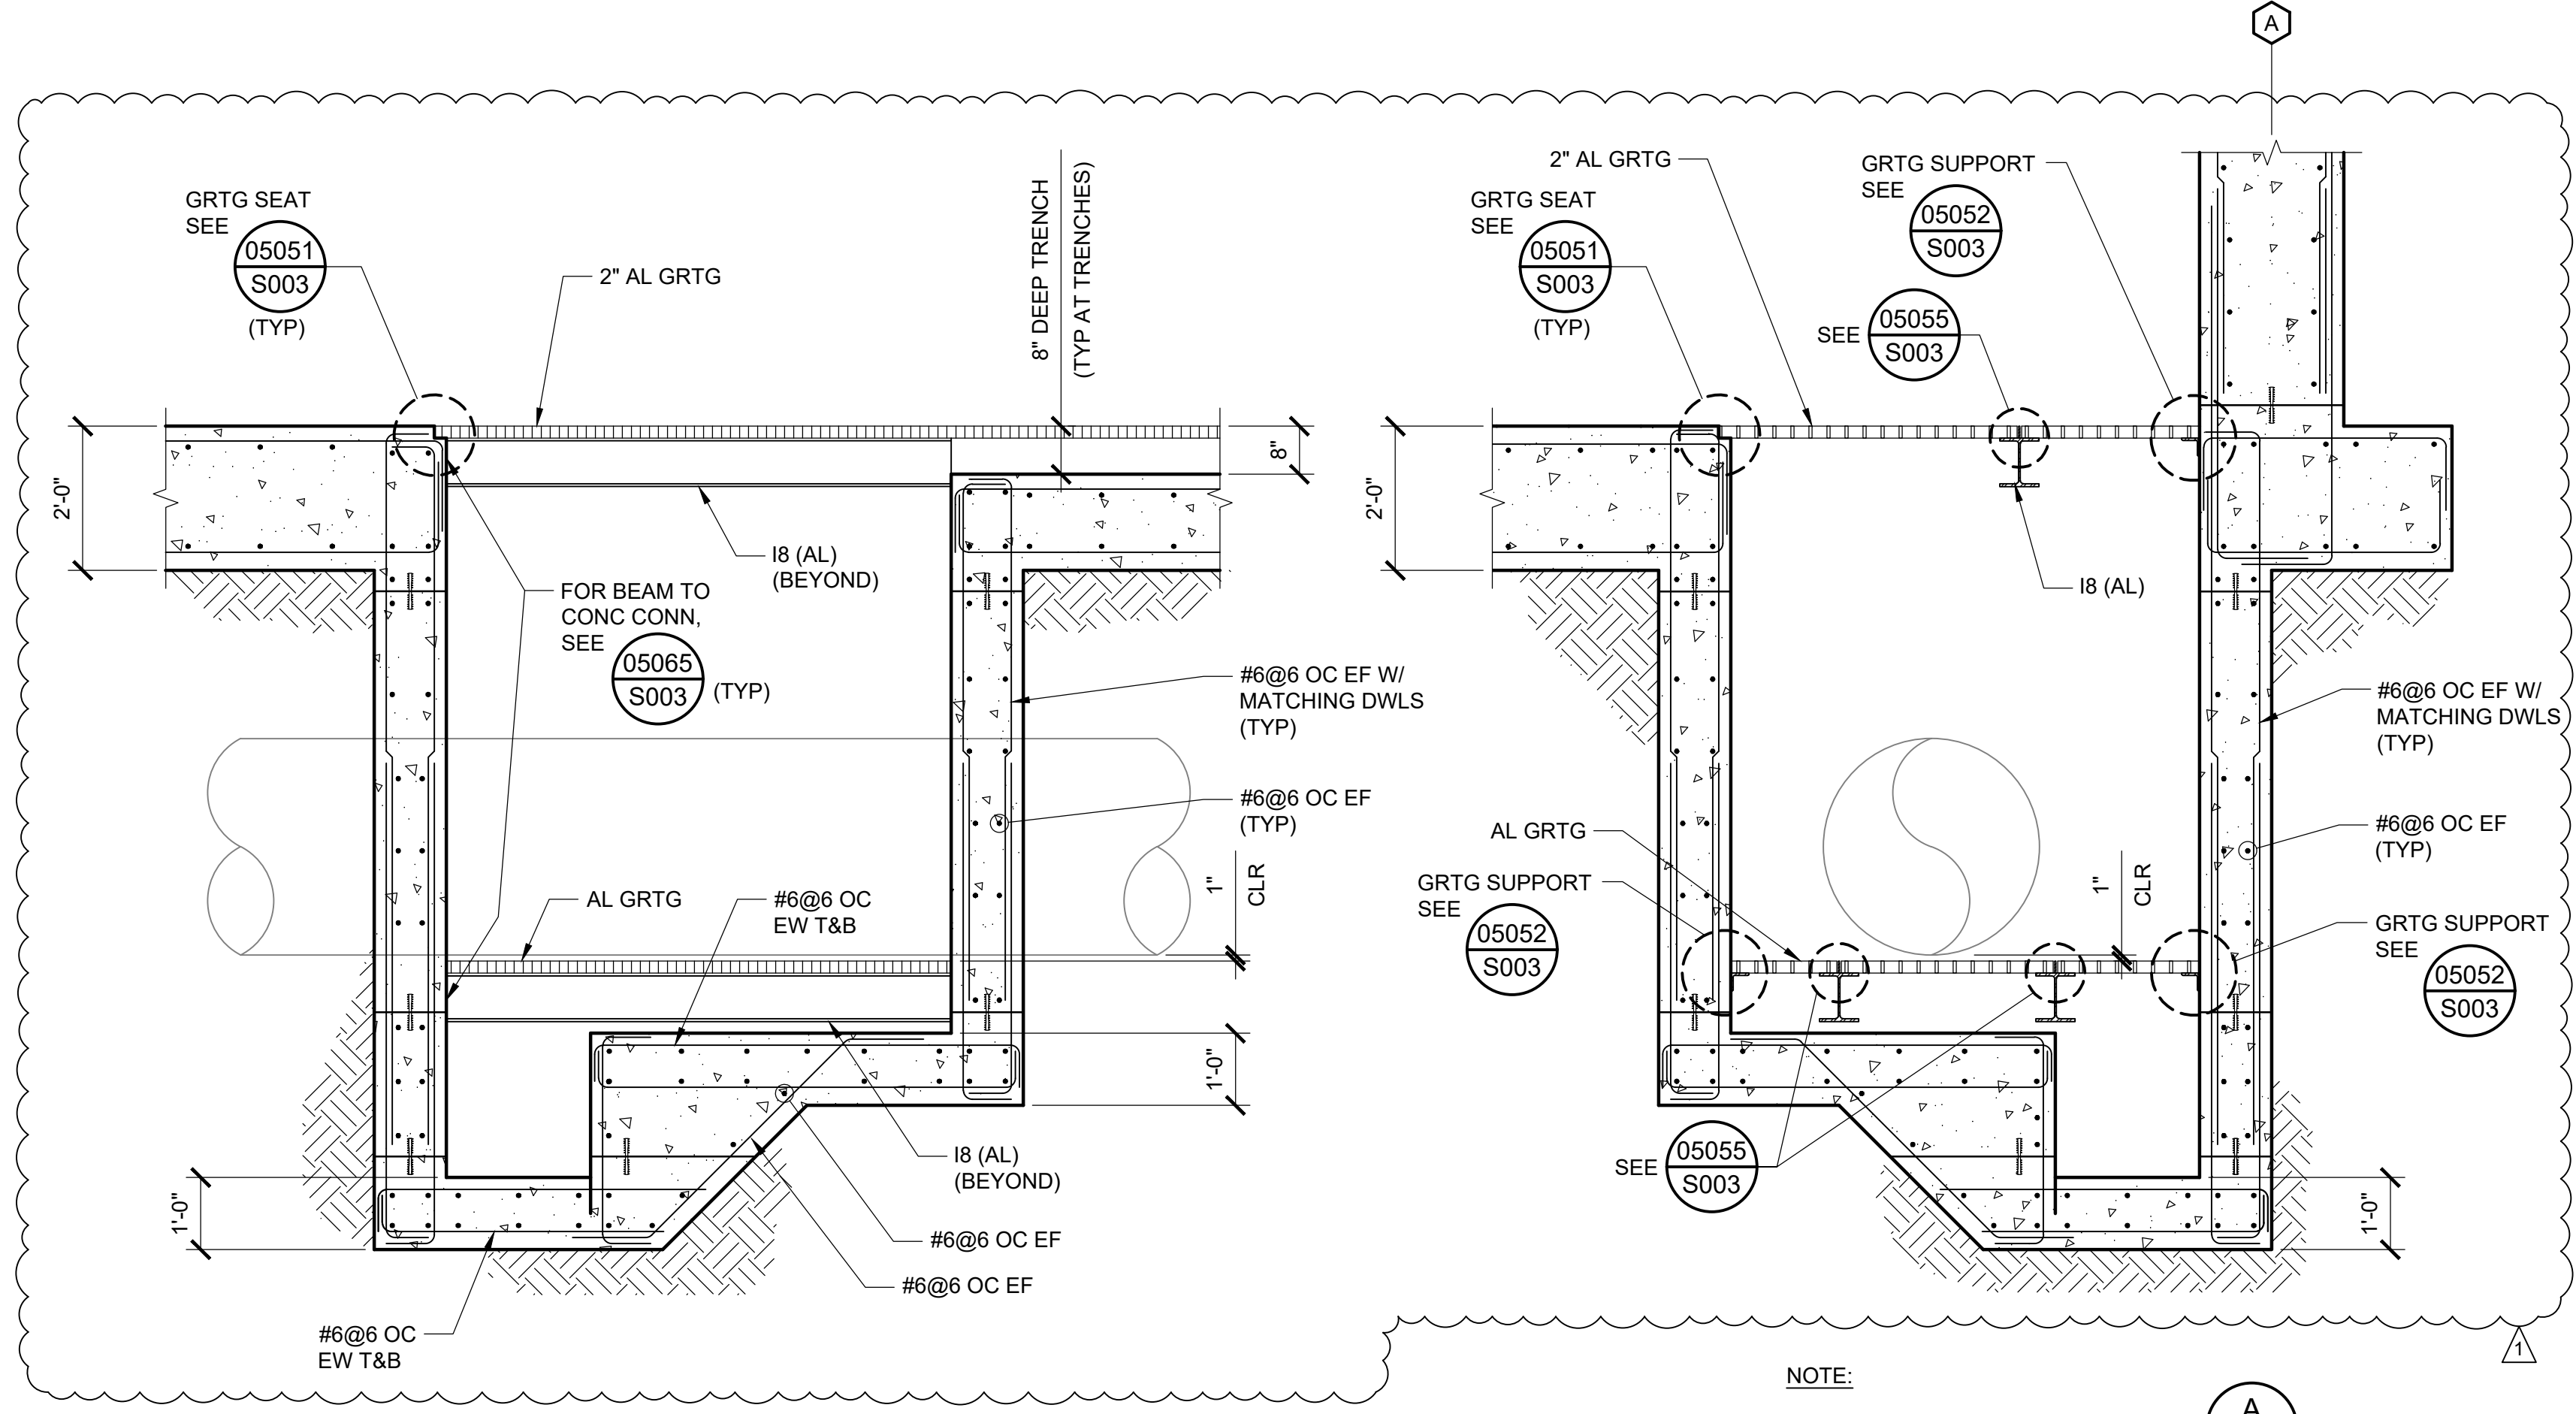 A
GRTG SEAT
SEE
05051
S003
(TYP)
2" AL GRTG
8" DEEP TRENCH
(TYP AT TRENCHES)
2'-0"
8"
I8 (AL)
(BEYOND)
FOR BEAM TO
CONC CONN,
SEE
05065
S003
(TYP)
#6@6 OC EF W/
MATCHING DWLS
(TYP)
#6@6 OC EF
(TYP)
1"
CLR
AL GRTG
#6@6 OC
EW T&B
1'-0"
1'-0"
I8 (AL)
(BEYOND)
#6@6 OC EF
#6@6 OC EF
#6@6 OC
EW T&B
2" AL GRTG
GRTG SEAT
SEE
05051
S003
(TYP)
GRTG SUPPORT
SEE
05052
S003
SEE
05055
S003
2'-0"
I8 (AL)
#6@6 OC EF W/
MATCHING DWLS
(TYP)
#6@6 OC EF
(TYP)
AL GRTG
1"
CLR
GRTG SUPPORT
SEE
05052
S003
GRTG SUPPORT
SEE
05052
S003
SEE
05055
S003
1'-0"
1
NOTE:
A